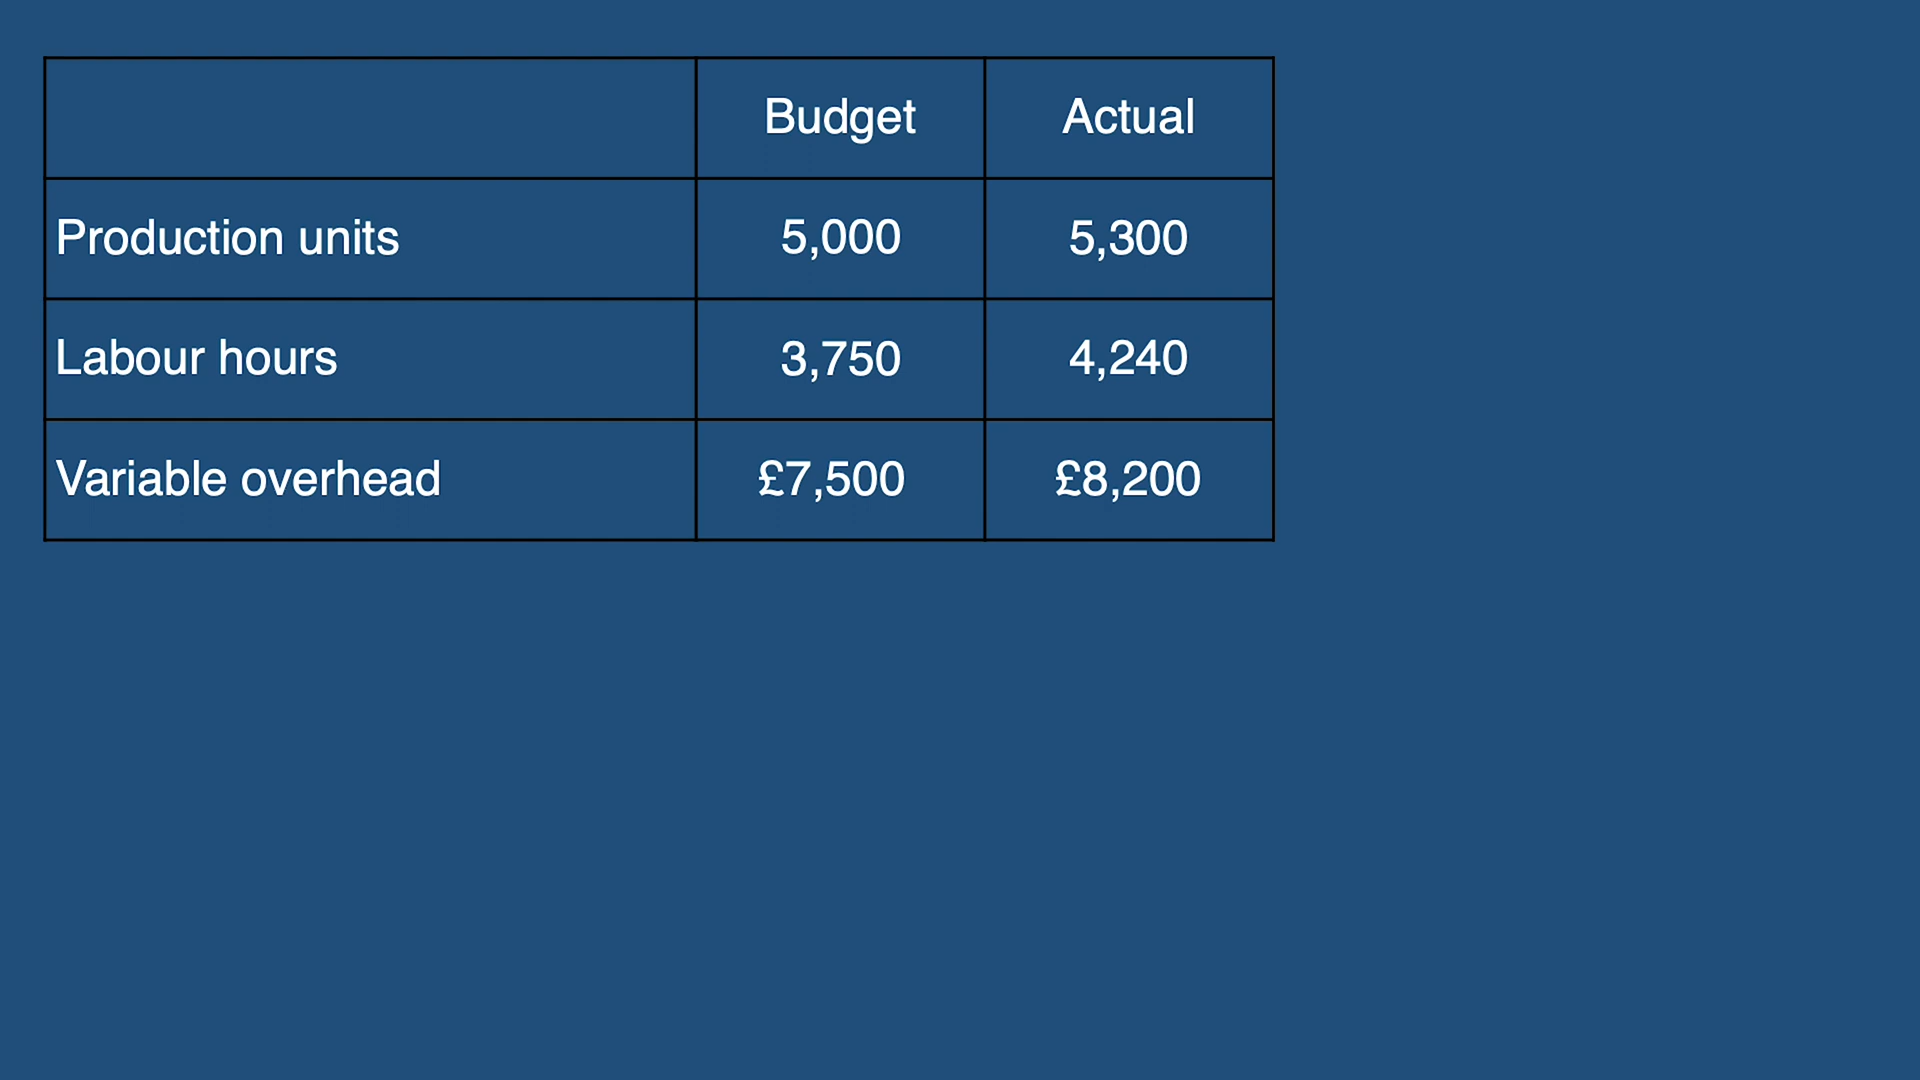 Budget Actual
Production units 5,000 5,300
Labour hours 3,750 4,240
Variable overhead £7,500 £8,200